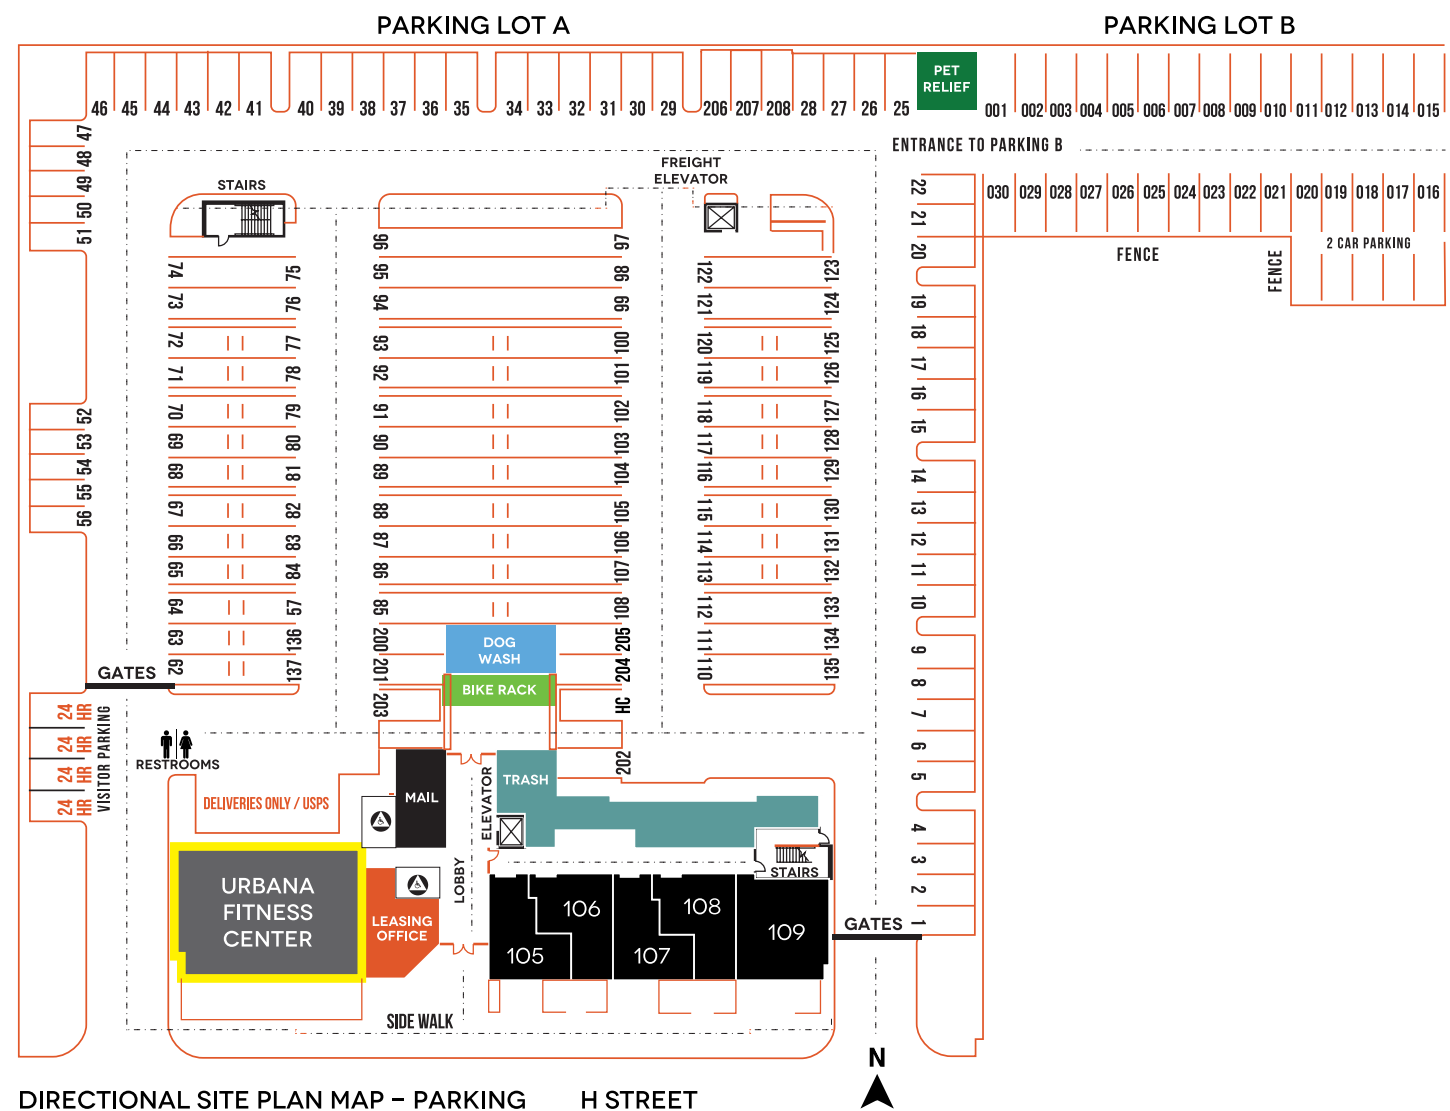 PARKING LOT A
PARKING LOT B
46 45 44 43 42 41 40 39 38 37 36 35 34 33 32 31 30 29 206 207 208 28 27 26 25
PET
RELIEF
001 002 003 004 005 006 007 008 009 010 011 012 013 014 015
ENTRANCE TO PARKING B
47
48
49
50
51
STAIRS
FREIGHT
ELEVATOR
22
21
20
030 029 028 027 026 025 024 023 022 021 020 019 018 017 016
FENCE
FENCE
2 CAR PARKING
52
53
54
55
56
74
73
72
71
70
69
68
67
66
65
64
63
62
75
76
77
78
79
80
81
82
83
84
57
136
137
96
95
94
93
92
91
90
89
88
87
86
85
200
201
203
97
98
99
100
101
102
103
104
105
106
107
108
205
204
HC
202
122
121
120
119
118
117
116
115
114
113
112
111
110
123
124
125
126
127
128
129
130
131
132
133
134
135
19
18
17
16
15
14
13
12
11
10
9
8
7
6
5
4
3
2
1
DOG
WASH
BIKE RACK
GATES
24 HR
24 HR
24 HR
24 HR
VISITOR PARKING
RESTROOMS
DELIVERIES ONLY / USPS
MAIL
TRASH
ELEVATOR
LOBBY
STAIRS
URBANA
FITNESS
CENTER
LEASING
OFFICE
105
106
107
108
109
GATES
SIDE WALK
N
DIRECTIONAL SITE PLAN MAP – PARKING
H STREET